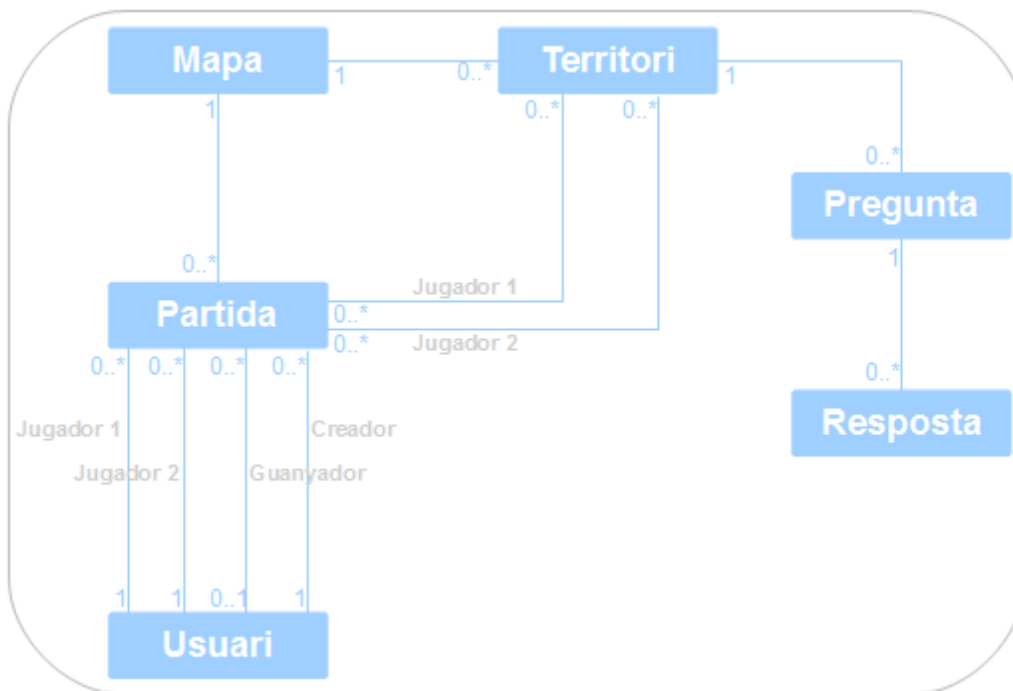 Mapa
Territori
1
0..*
1
1
0..*
0..*
0..*
Pregunta
1
0..*
Jugador 1
Partida
0..*
0..*
Jugador 2
0..*
0..*
0..*
0..*
0..*
Resposta
Jugador 1
Creador
Jugador 2
Guanyador
1
1
0..1
1
Usuari